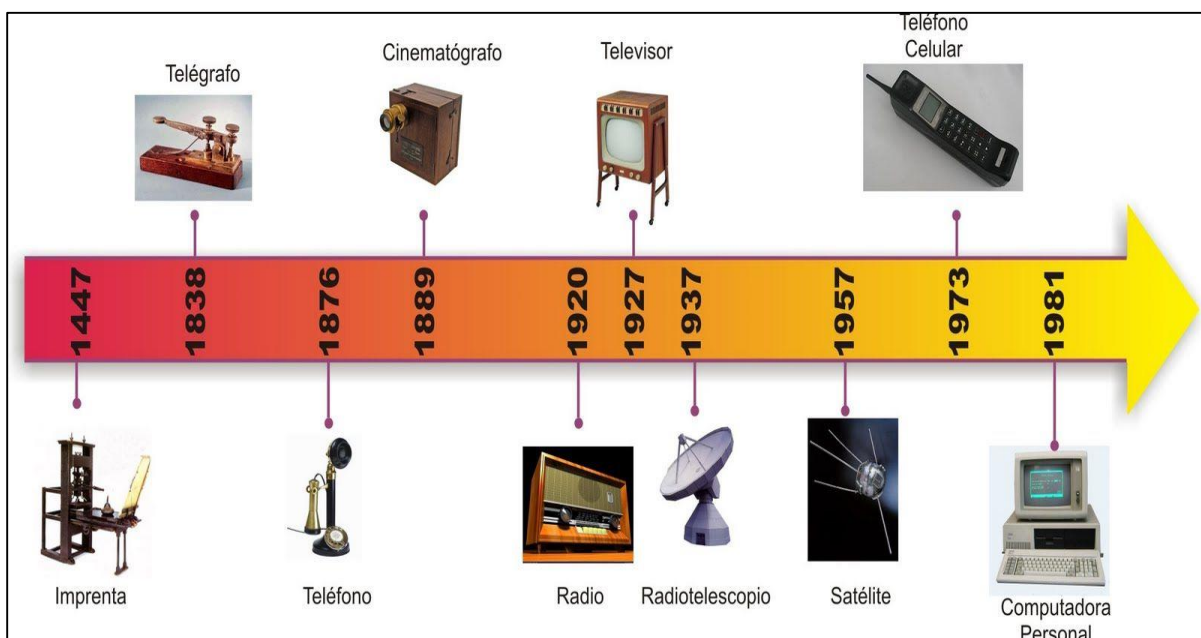 Teléfono
Celular
Cinematógrafo
Televisor
Telégrafo
1447
1838
1876
1889
1920
1927
1937
1957
1973
1981
Imprenta
Teléfono
Radio
Radiotelescopio
Satélite
Computadora
Personal